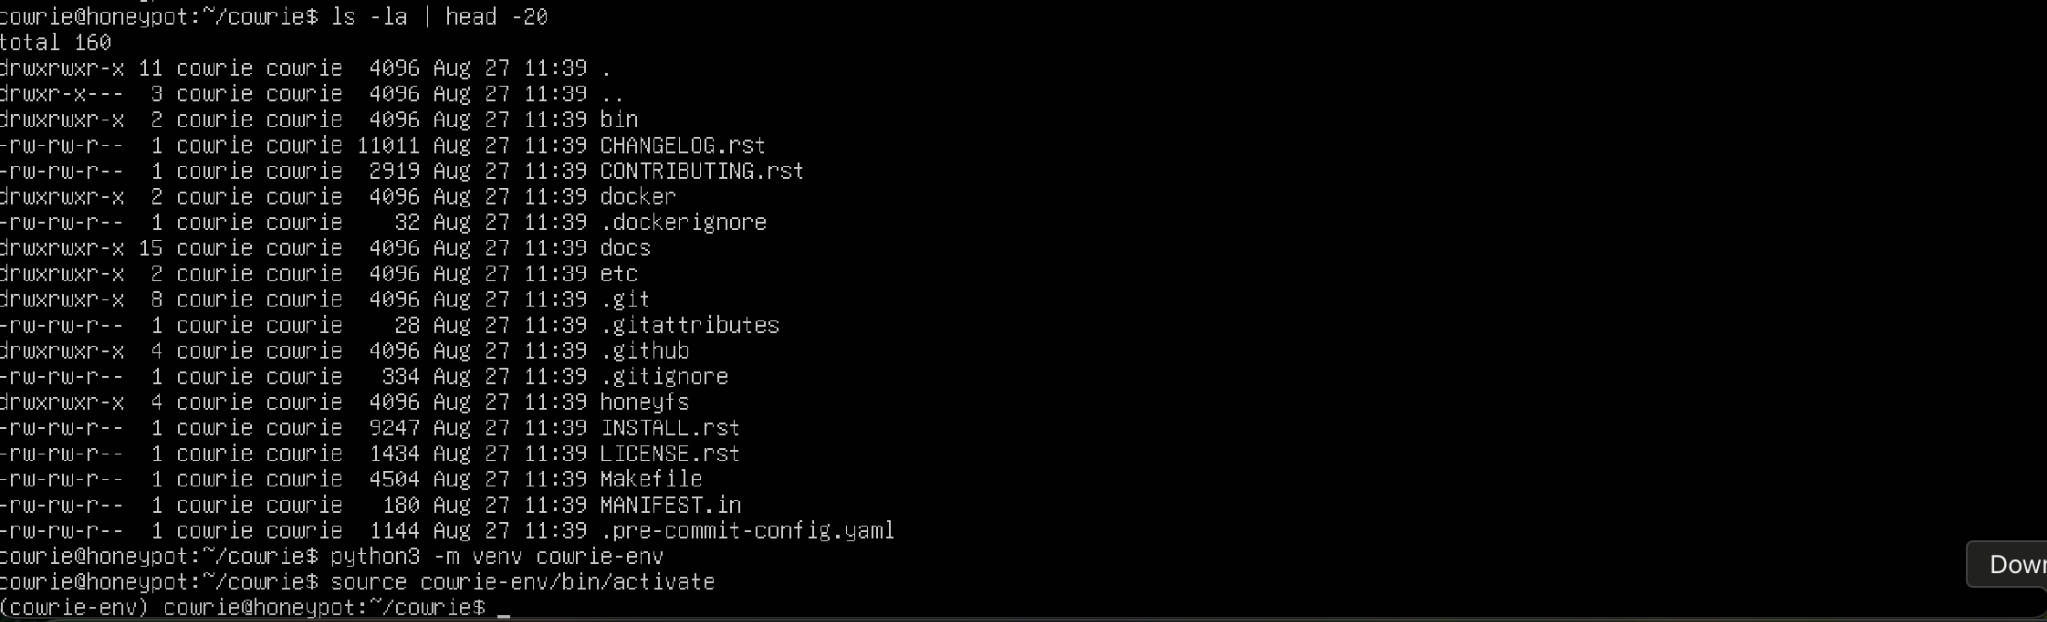 cowrie@honeypot:~/cowrie$ ls -la | head -20
total 160
drwxrwxr-x 11 cowrie cowrie  4096 Aug 27 11:39 .
drwxr-x---  3 cowrie cowrie  4096 Aug 27 11:39 ..
drwxrwxr-x  2 cowrie cowrie  4096 Aug 27 11:39 bin
-rw-rw-r--  1 cowrie cowrie 11011 Aug 27 11:39 CHANGELOG.rst
-rw-rw-r--  1 cowrie cowrie  2919 Aug 27 11:39 CONTRIBUTING.rst
drwxrwxr-x  2 cowrie cowrie  4096 Aug 27 11:39 docker
-rw-rw-r--  1 cowrie cowrie    32 Aug 27 11:39 .dockerignore
drwxrwxr-x 15 cowrie cowrie  4096 Aug 27 11:39 docs
drwxrwxr-x  2 cowrie cowrie  4096 Aug 27 11:39 etc
drwxrwxr-x  8 cowrie cowrie  4096 Aug 27 11:39 .git
-rw-rw-r--  1 cowrie cowrie    28 Aug 27 11:39 .gitattributes
drwxrwxr-x  4 cowrie cowrie  4096 Aug 27 11:39 .github
-rw-rw-r--  1 cowrie cowrie   334 Aug 27 11:39 .gitignore
drwxrwxr-x  4 cowrie cowrie  4096 Aug 27 11:39 honeyfs
-rw-rw-r--  1 cowrie cowrie  9247 Aug 27 11:39 INSTALL.rst
-rw-rw-r--  1 cowrie cowrie  1434 Aug 27 11:39 LICENSE.rst
-rw-rw-r--  1 cowrie cowrie  4504 Aug 27 11:39 Makefile
-rw-rw-r--  1 cowrie cowrie   180 Aug 27 11:39 MANIFEST.in
-rw-rw-r--  1 cowrie cowrie  1144 Aug 27 11:39 .pre-commit-config.yaml
cowrie@honeypot:~/cowrie$ python3 -m venv cowrie-env
cowrie@honeypot:~/cowrie$ source cowrie-env/bin/activate
(cowrie-env) cowrie@honeypot:~/cowrie$ _